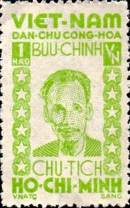 VIET-NAM
DAN-CHU CONG-HOA
1 BUU-CHINH VN
HAO
CHU-TICH
HO-CHI-MINH